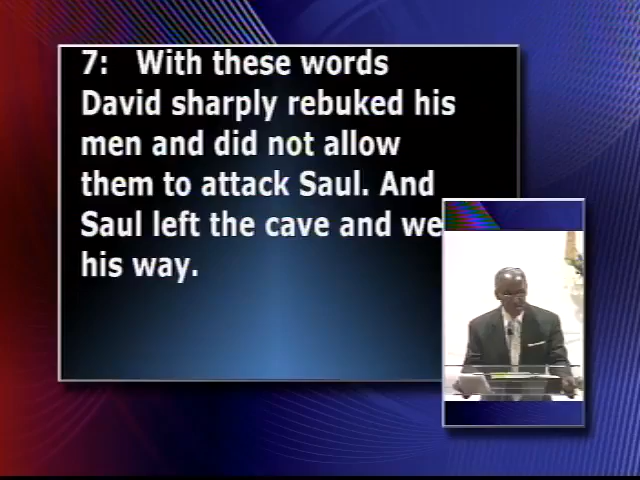 7: With these words
David sharply rebuked his
men and did not allow
them to attack Saul. And
Saul left the cave and we
his way.